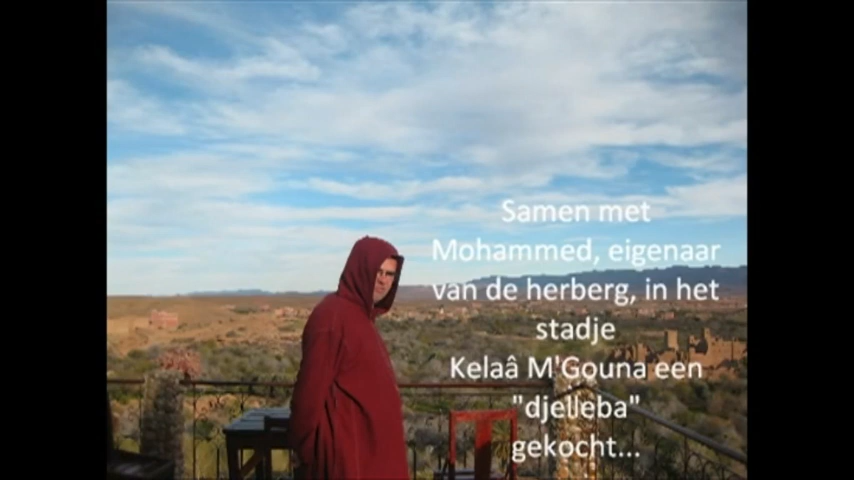 Samen met
Mohammed, eigenaar
van de herberg, in het
stadje
Kelaâ M'Gouna een
"djelleba"
gekocht...